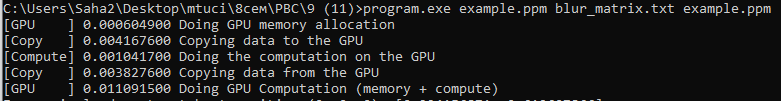 C:\Users\Saha2\Desktop\mtuci\8сем\РВС\9 (11)>program.exe example.ppm blur_matrix.txt example.ppm
[GPU    ] 0.000604900 Doing GPU memory allocation
[Copy   ] 0.004167600 Copying data to the GPU
[Compute] 0.001041700 Doing the computation on the GPU
[Copy   ] 0.003827600 Copying data from the GPU
[GPU    ] 0.011091500 Doing GPU Computation (memory + compute)